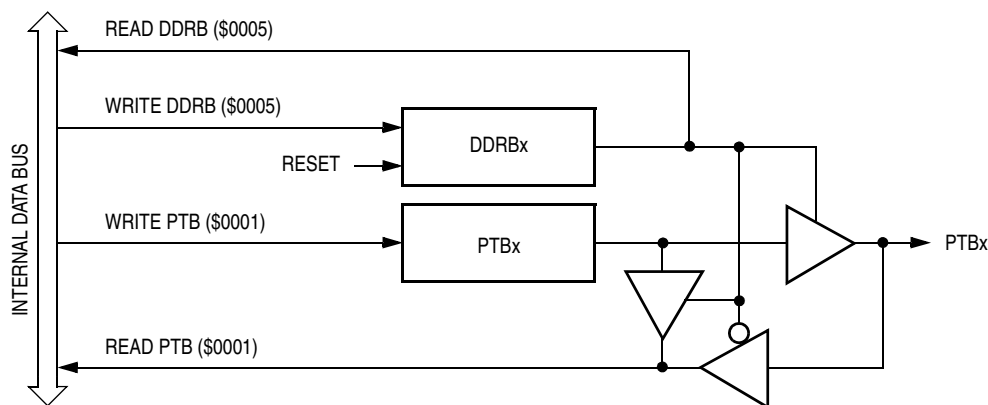 READ DDRB ($0005)
WRITE DDRB ($0005)
DDRBx
RESET
WRITE PTB ($0001)
PTBx
PTBx
READ PTB ($0001)
INTERNAL DATA BUS